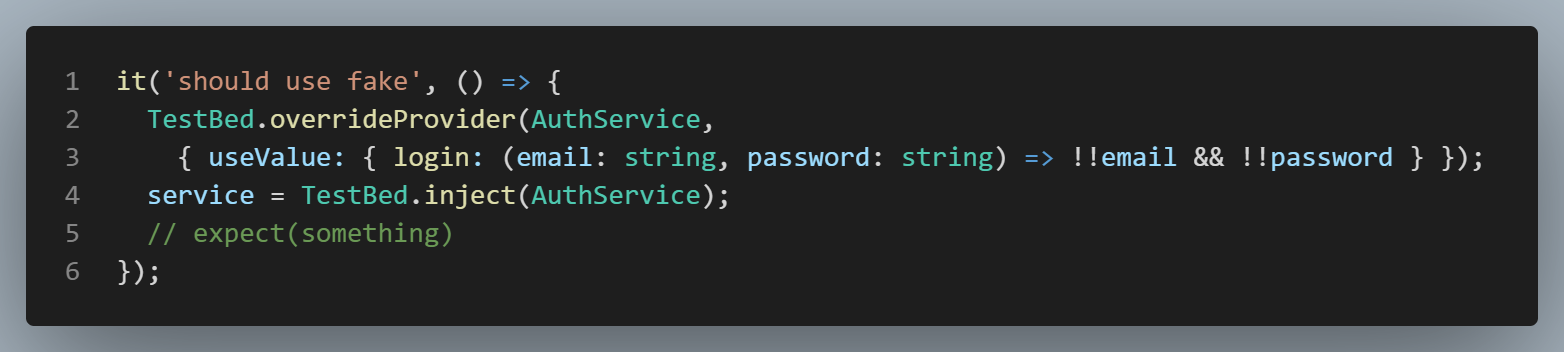 1 it('should use fake', () => {
2   TestBed.overrideProvider(AuthService,
3     { useValue: { login: (email: string, password: string) => !!email && !!password } });
4   service = TestBed.inject(AuthService);
5   // expect(something)
6 });